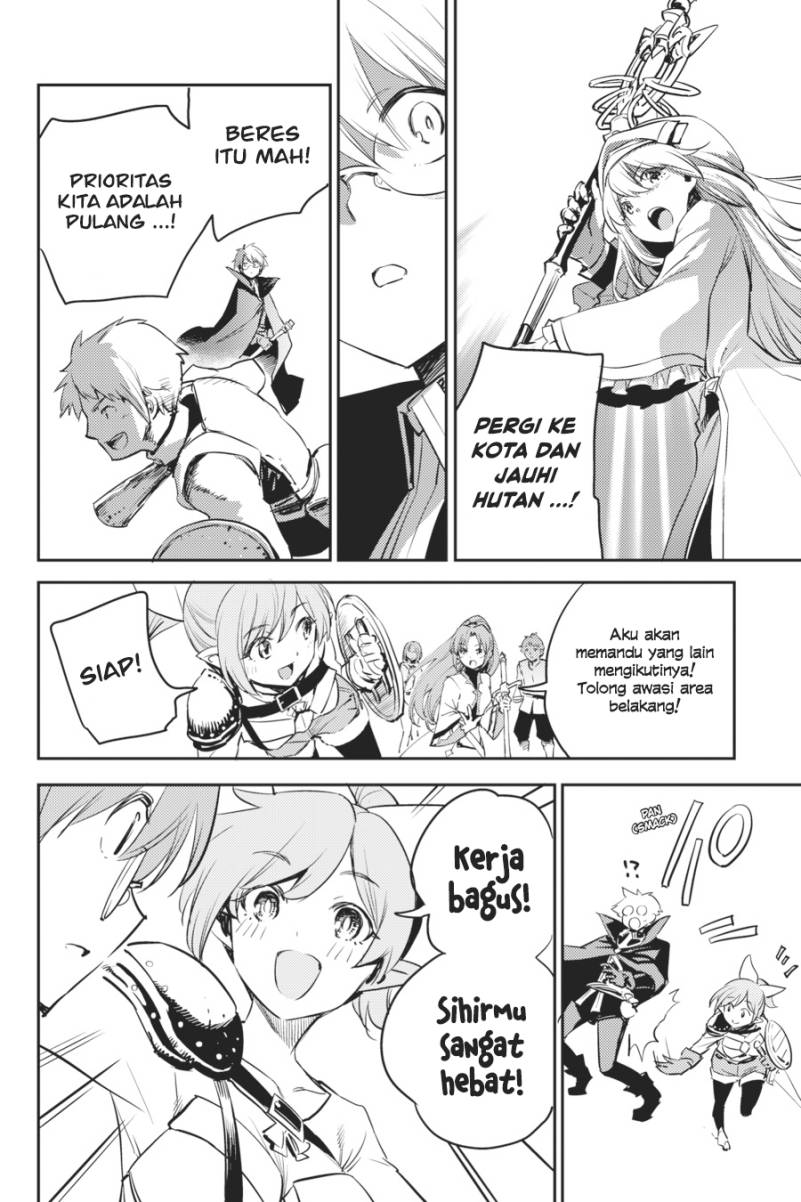 PERGI KE
KOTA DAN
JAUHI
HUTAN ...!
BERES
ITU MAH!
PRIORITAS
KITA ADALAH
PULANG ...!
Aku akan
memandu yang lain
mengikutinya!
Tolong awasi area
belakang!
SIAP!
PAN
(SMACK)
!?
Kerja
bagus!
Sihirmu
sangat
hebat!